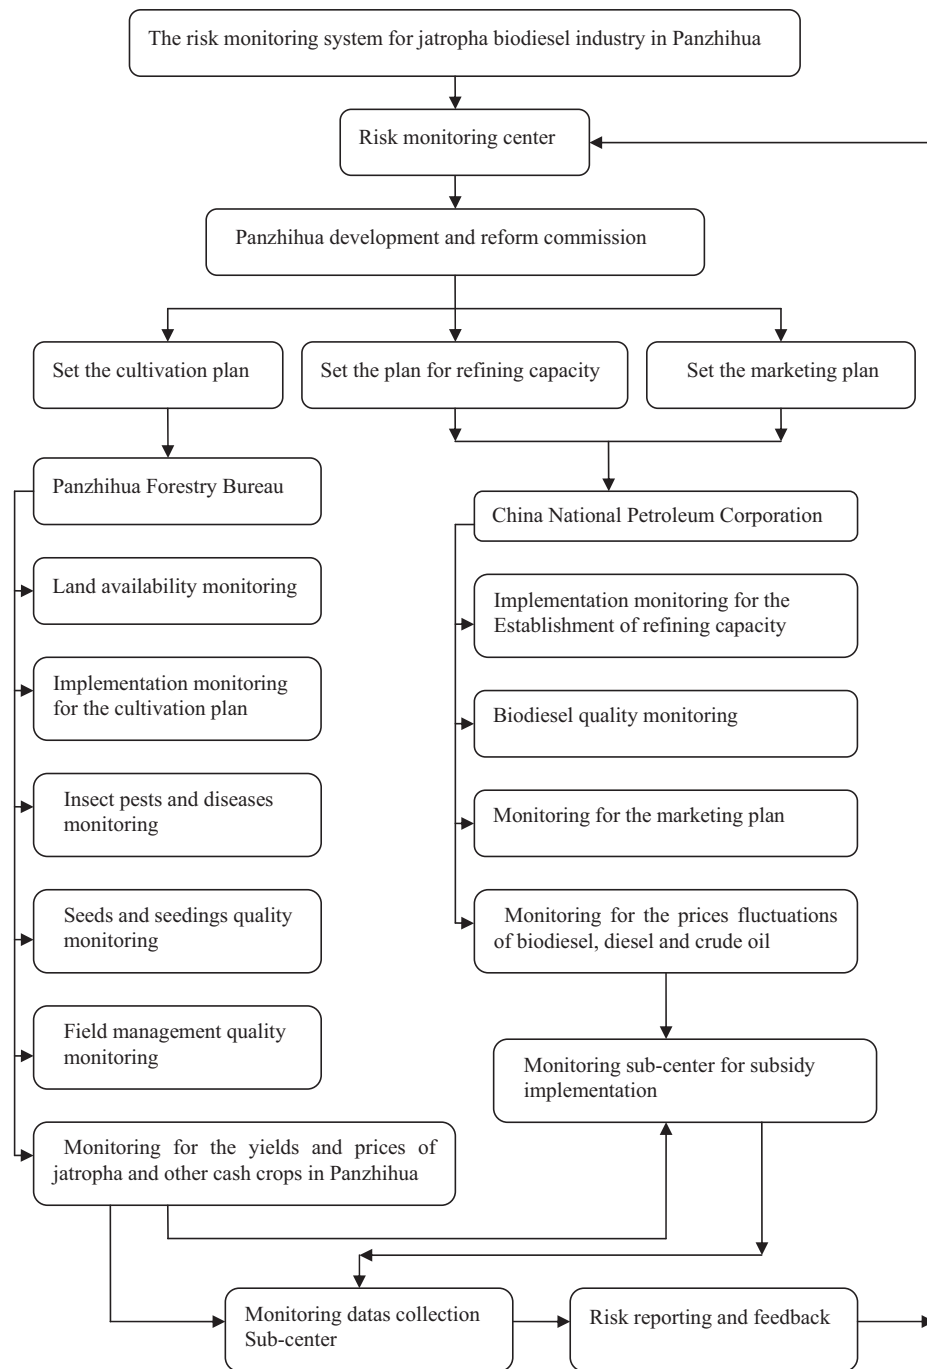 The risk monitoring system for jatropha biodiesel industry in Panzhihua
Risk monitoring center
Panzhihua development and reform commission
Set the cultivation plan
Set the plan for refining capacity
Set the marketing plan
Panzhihua Forestry Bureau
Land availability monitoring
Implementation monitoring
for the cultivation plan
Insect pests and diseases
monitoring
Seeds and seedings quality
monitoring
Field management quality
monitoring
Monitoring for the yields and prices of
jatropha and other cash crops in Panzhihua
China National Petroleum Corporation
Implementation monitoring for the
Establishment of refining capacity
Biodiesel quality monitoring
Monitoring for the marketing plan
Monitoring for the prices fluctuations
of biodiesel, diesel and crude oil
Monitoring sub-center for subsidy
implementation
Monitoring datas collection
Sub-center
Risk reporting and feedback